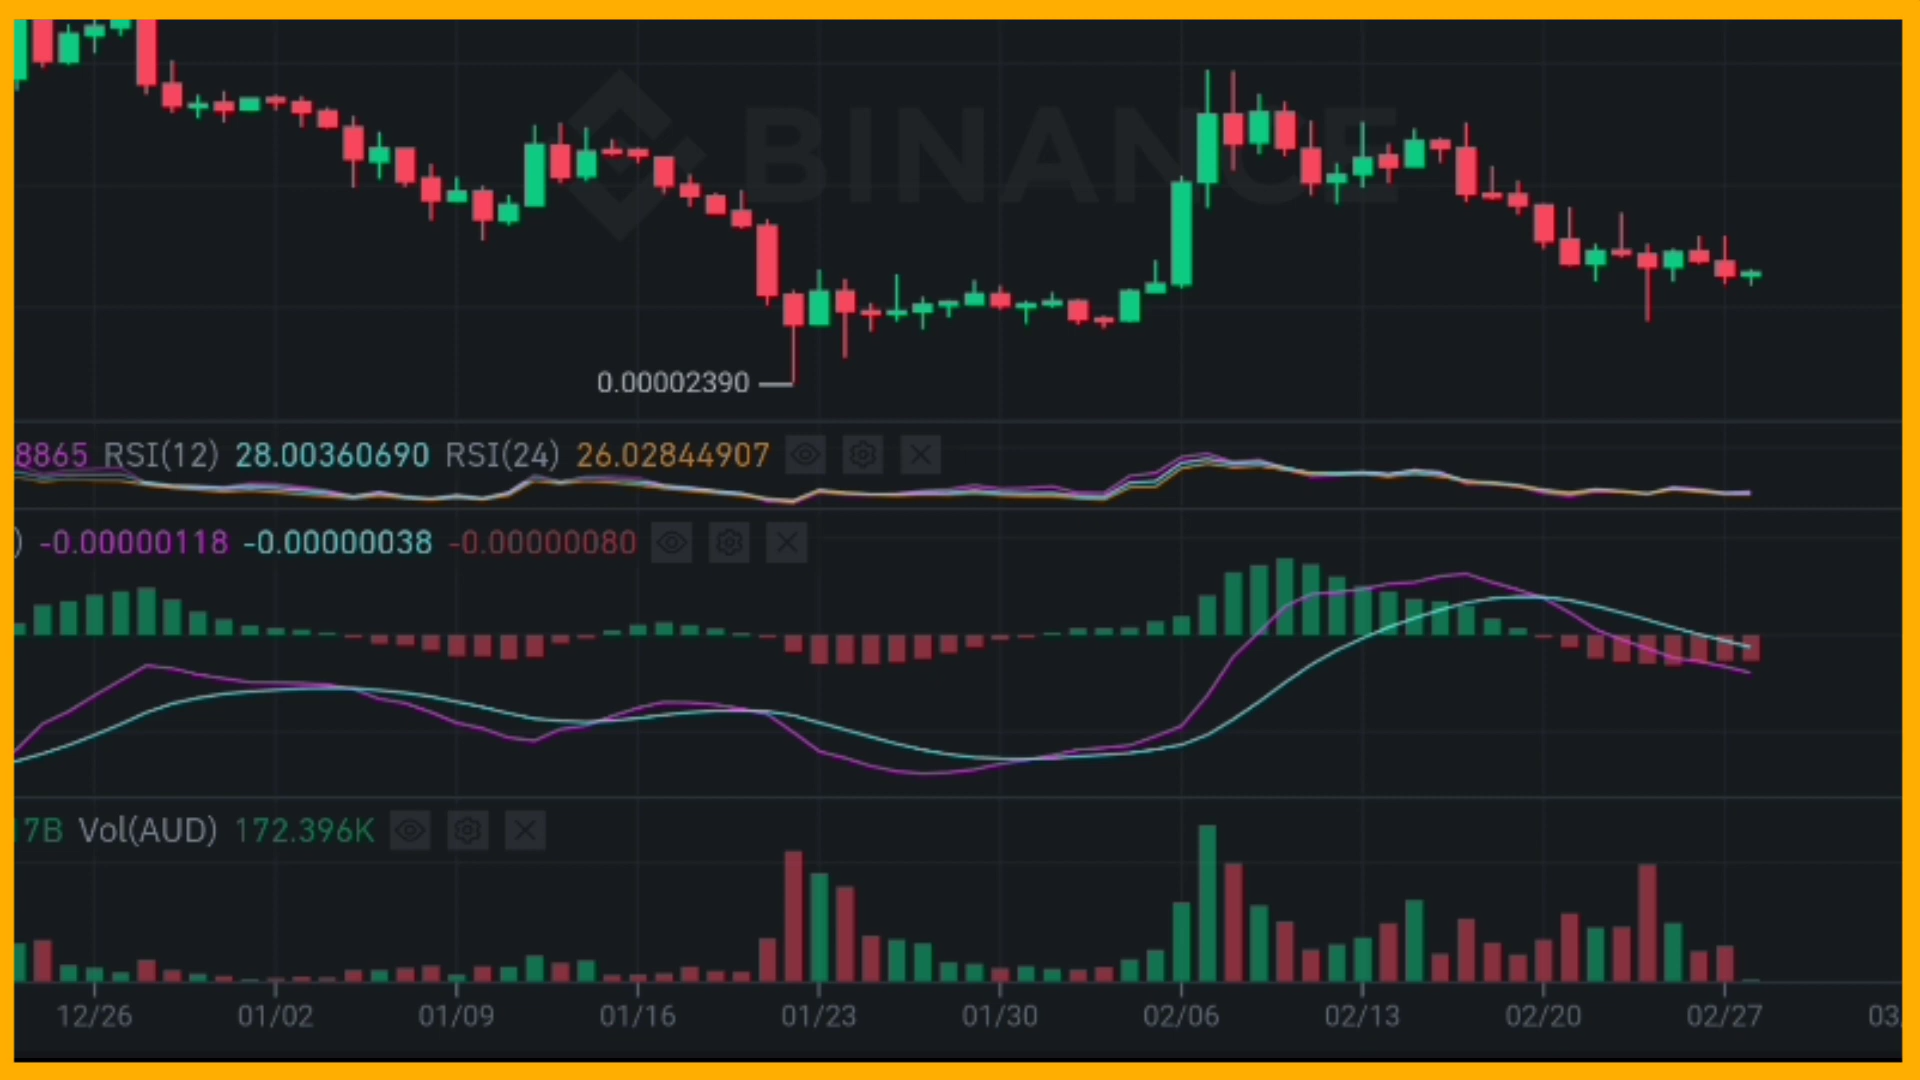 BINANCE
0.00002390
8865 RSI(12) 28.00360690 RSI(24) 26.02844907
) -0.00000118 -0.00000038 -0.00000080
17B Vol(AUD) 172.396K
12/26 01/02 01/09 01/16 01/23 01/30 02/06 02/13 02/20 02/27 03/